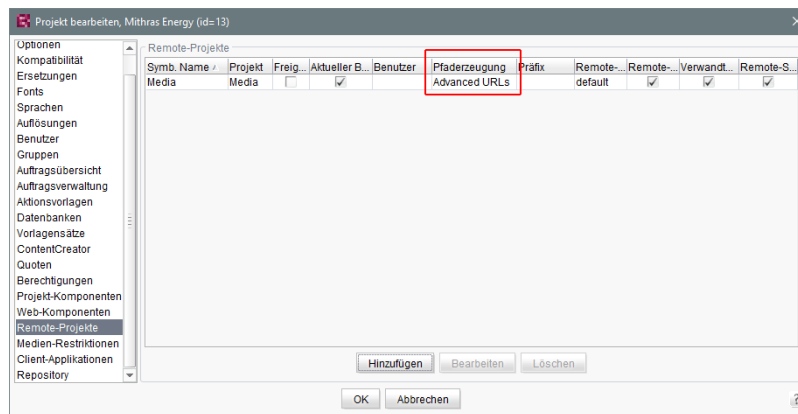 Projekt bearbeiten, Mithras Energy (id=13)
Optionen
Kompatibilität
Ersetzungen
Fonts
Sprachen
Auflösungen
Benutzer
Gruppen
Auftragsübersicht
Auftragsverwaltung
Aktionsvorlagen
Datenbanken
Vorlagensätze
ContentCreator
Quoten
Berechtigungen
Projekt-Komponenten
Web-Komponenten
Remote-Projekte
Medien-Restriktionen
Client-Applikationen
Repository
Remote-Projekte
Symb. Name Projekt Freig... Aktueller B... Benutzer Pfaderzeugung Präfix Remote-... Remote-... Verwandt... Remote-S...
Media Media Advanced URLs default
Hinzufügen Bearbeiten Löschen
OK Abbrechen
?